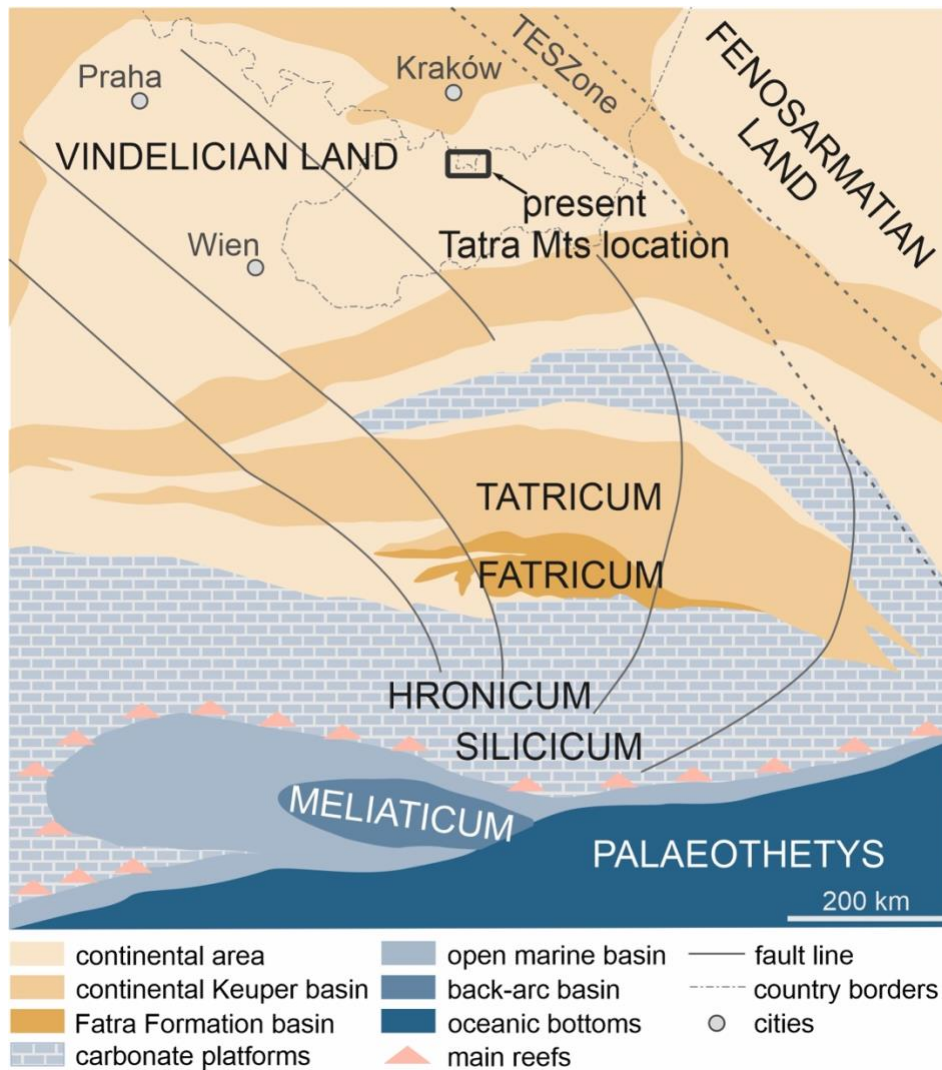 Praha
Kraków
TESZone
FENOSARMATIAN
LAND
VINDELICIAN LAND
present
Tatra Mts location
Wien
TATRICUM
FATRICUM
HRONICUM
SILICICUM
MELIATICUM
PALAEOTHETYS
200 km
continental area
continental Keuper basin
Fatra Formation basin
carbonate platforms
open marine basin
back-arc basin
oceanic bottoms
main reefs
fault line
country borders
cities